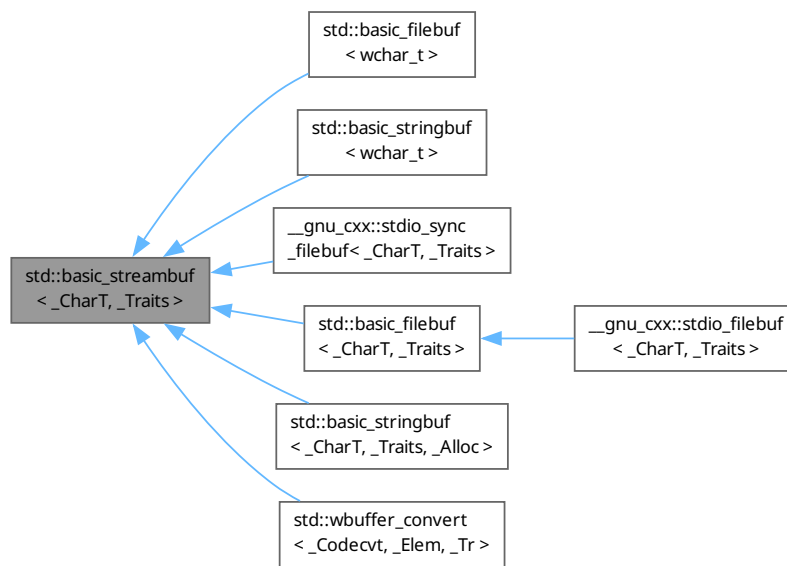 std::basic_filebuf
< wchar_t >
std::basic_stringbuf
< wchar_t >
__gnu_cxx::stdio_sync
_filebuf< _CharT, _Traits >
std::basic_streambuf
< _CharT, _Traits >
std::basic_filebuf
< _CharT, _Traits >
__gnu_cxx::stdio_filebuf
< _CharT, _Traits >
std::basic_stringbuf
< _CharT, _Traits, _Alloc >
std::wbuffer_convert
< _Codecvt, _Elem, _Tr >